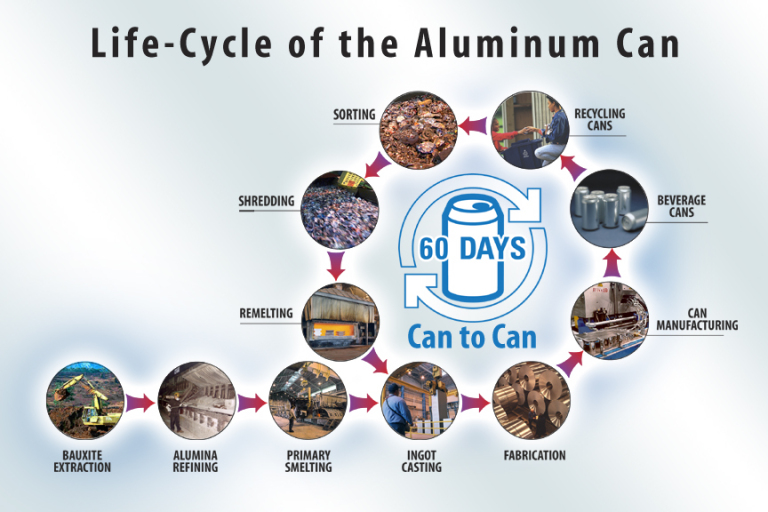 Life-Cycle of the Aluminum Can
SORTING
RECYCLING
CANS
SHREDDING
BEVERAGE
CANS
60 DAYS
REMELTING
CAN
MANUFACTURING
Can to Can
BAUXITE
EXTRACTION
ALUMINA
REFINING
PRIMARY
SMELTING
INGOT
CASTING
FABRICATION